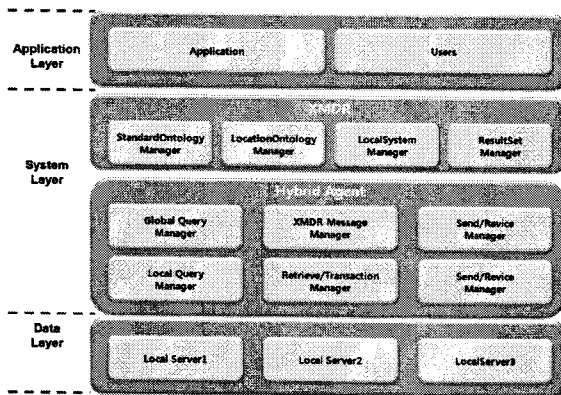 Application
Layer
Application
Users
XMDR
StandardOntology
Manager
LocationOntology
Manager
LocalSystem
Manager
ResultSet
Manager
System
Layer
Hybrid Agent
Global Query
Manager
XMDR Message
Manager
Send/Revice
Manager
Local Query
Manager
Retrieve/Transaction
Manager
Send/Revice
Manager
Data
Layer
Local Server1
Local Server2
LocalServer3